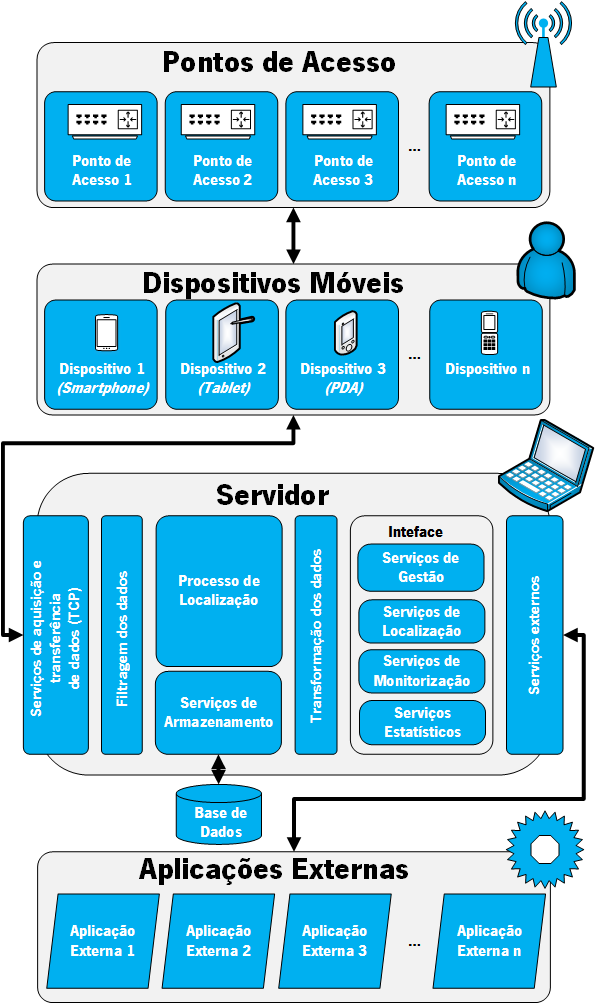 Pontos de Acesso
Ponto de
Acesso 1
Ponto de
Acesso 2
Ponto de
Acesso 3
...
Ponto de
Acesso n
Dispositivos Móveis
Dispositivo 1
(Smartphone)
Dispositivo 2
(Tablet)
Dispositivo 3
(PDA)
...
Dispositivo n
Servidor
Serviços de aquisição e
transferência
de dados (TCP)
Filtragem dos dados
Processo de
Localização
Serviços de
Armazenamento
Transformação dos dados
Inteface
Serviços de
Gestão
Serviços de
Localização
Serviços de
Monitorização
Serviços
Estatísticos
Serviços externos
Base de
Dados
Aplicações Externas
Aplicação
Externa 1
Aplicação
Externa 2
Aplicação
Externa 3
...
Aplicação
Externa n